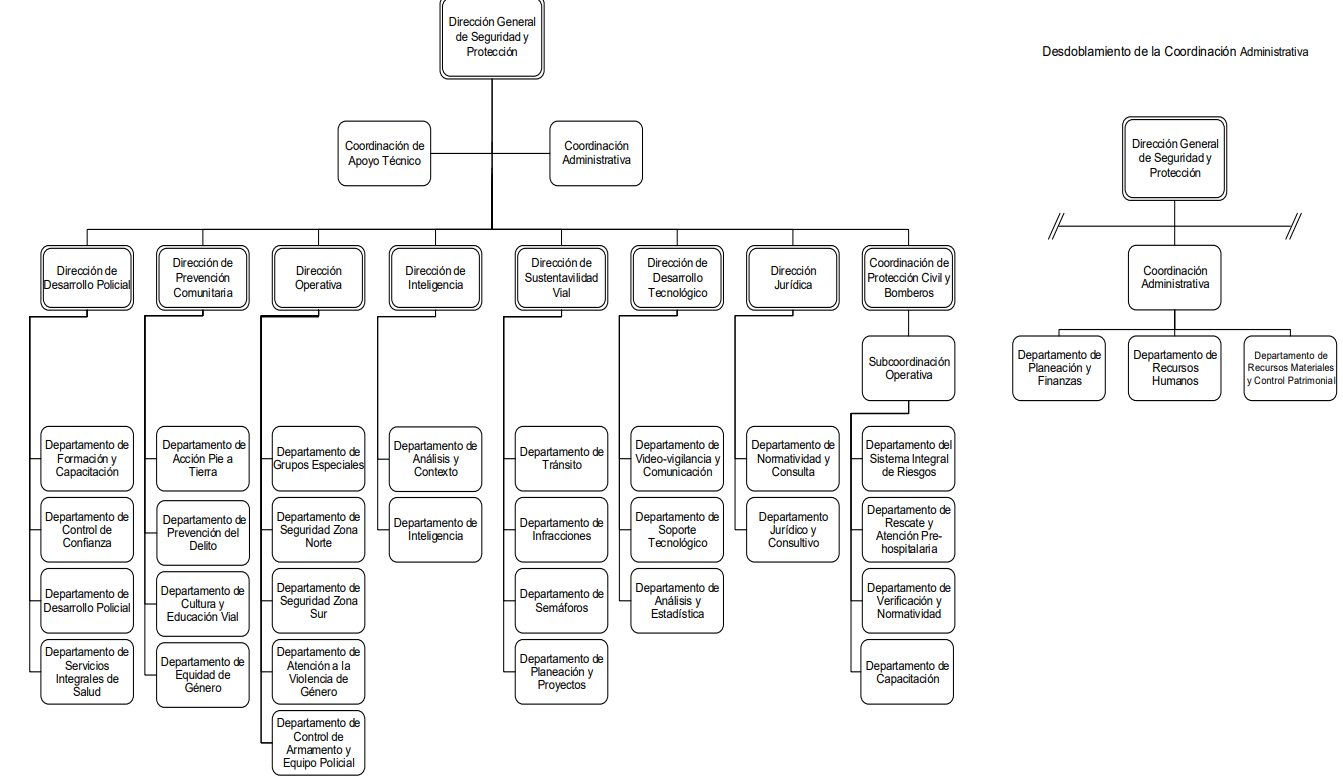 Dirección General
de Seguridad y
Protección
Desdoblamiento de la Coordinación Administrativa
Coordinación de
Apoyo Técnico
Coordinación
Administrativa
Dirección General
de Seguridad y
Protección
Dirección de
Desarrollo Policial
Dirección de
Prevención
Comunitaria
Dirección
Operativa
Dirección de
Inteligencia
Dirección de
Sustentavilidad
Vial
Dirección de
Desarrollo
Tecnológico
Dirección
Jurídica
Coordinación de
Protección Civil y
Bomberos
Coordinación
Administrativa
Subcoordinación
Operativa
Departamento de
Planeación y
Finanzas
Departamento de
Recursos
Humanos
Departamento de
Recursos Materiales
y Control Patrimonial
Departamento de
Formación y
Capacitación
Departamento de
Control de
Confianza
Departamento de
Desarrollo Policial
Departamento de
Servicios
Integrales de
Salud
Departamento de
Acción Pie a
Tierra
Departamento de
Prevención del
Delito
Departamento de
Cultura y
Educación Vial
Departamento de
Equidad de
Género
Departamento de
Grupos Especiales
Departamento de
Seguridad Zona
Norte
Departamento de
Seguridad Zona
Sur
Departamento de
Atención a la
Violencia de
Género
Departamento de
Control de
Armamento y
Equipo Policial
Departamento de
Análisis y
Contexto
Departamento de
Inteligencia
Departamento de
Tránsito
Departamento de
Infracciones
Departamento de
Semáforos
Departamento de
Planeación y
Proyectos
Departamento de
Video-vigilancia y
Comunicación
Departamento de
Soporte
Tecnológico
Departamento de
Análisis y
Estadística
Departamento de
Normatividad y
Consulta
Departamento
Jurídico y
Consultivo
Departamento del
Sistema Integral
de Riesgos
Departamento de
Rescate y
Atención Pre-
hospitalaria
Departamento de
Verificación y
Normatividad
Departamento de
Capacitación